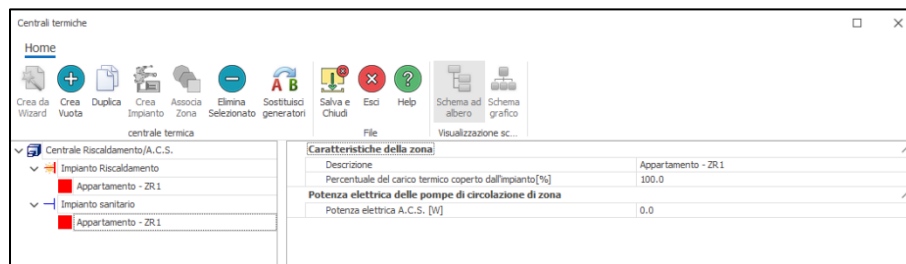 Centrali termiche
Home
Crea da Wizard
Crea Vuota
Duplica
Crea Impianto
Associa Zona
Elimina Selezionato
Sostituisci generatori
Salva e Chiudi
Esci
Help
Schema ad albero
Schema grafico
centrale termica
File
Visualizzazione sc...
Centrale Riscaldamento/A.C.S.
Impianto Riscaldamento
Appartamento - ZR1
Impianto sanitario
Appartamento - ZR1
Caratteristiche della zona
Descrizione Appartamento - ZR1
Percentuale del carico termico coperto dall'impianto[%] 100.0
Potenza elettrica delle pompe di circolazione di zona
Potenza elettrica A.C.S. [W] 0.0